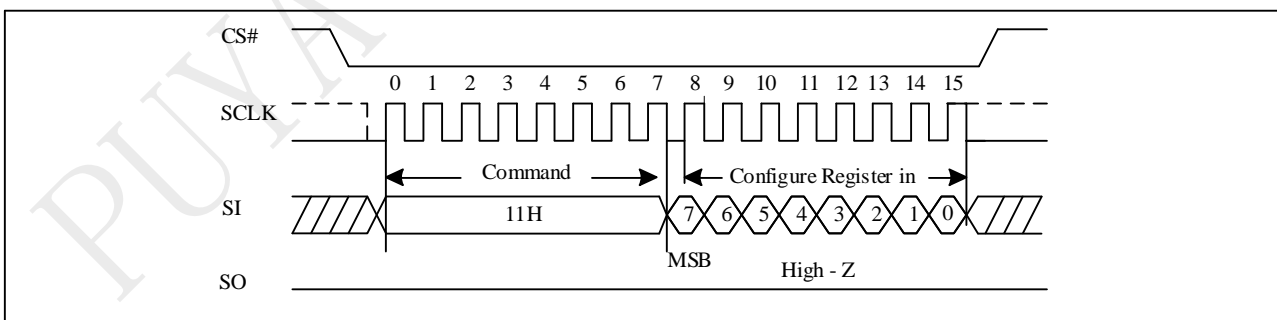 PUYA
CS#
0 1 2 3 4 5 6 7 8 9 10 11 12 13 14 15
SCLK
Command
Configure Register in
SI
11H
7 6 5 4 3 2 1 0
MSB
High - Z
SO